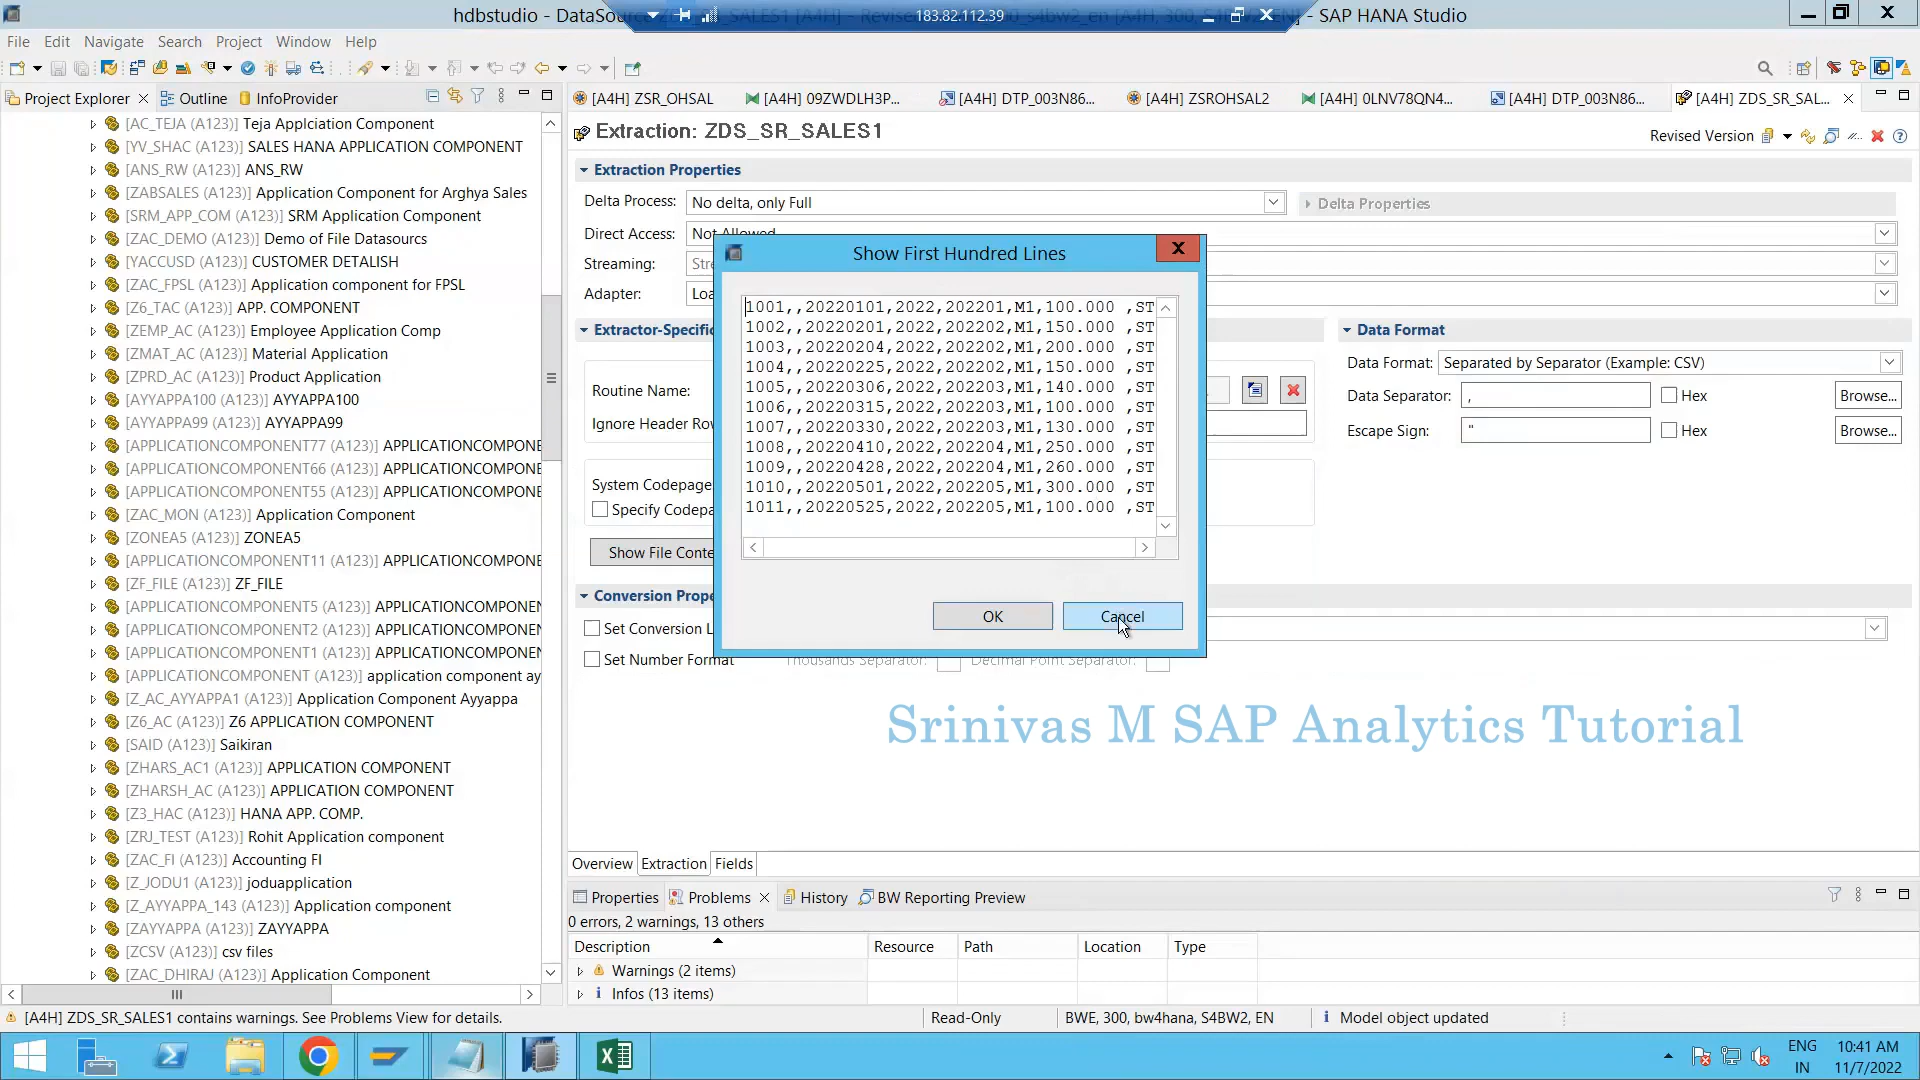 hdbstudio - DataSource ZDS_SR_SALES1 [A4H] - Revised
183.82.112.39
_s4bw2_en [A4H, 300, S4BW2, EN] - SAP HANA Studio
File Edit Navigate Search Project Window Help
Project Explorer Outline InfoProvider
[A4H] ZSR_OHSAL [A4H] 09ZWDLH3P... [A4H] DTP_003N86... [A4H] ZSROHSAL2 [A4H] 0LNV78QN4... [A4H] DTP_003N86... [A4H] ZDS_SR_SAL...
[AC_TEJA (A123)] Teja Applciation Component
[YV_SHAC (A123)] SALES HANA APPLICATION COMPONENT
[ANS_RW (A123)] ANS_RW
[ZABSALES (A123)] Application Component for Arghya Sales
[SRM_APP_COM (A123)] SRM Application Component
[ZAC_DEMO (A123)] Demo of File Datasourcs
[YACCUSD (A123)] CUSTOMER DETALISH
[ZAC_FPSL (A123)] Application component for FPSL
[Z6_TAC (A123)] APP. COMPONENT
[ZEMP_AC (A123)] Employee Application Comp
[ZMAT_AC (A123)] Material Application
[ZPRD_AC (A123)] Product Application
[AYYAPPA100 (A123)] AYYAPPA100
[AYYAPPA99 (A123)] AYYAPPA99
[APPLICATIONCOMPONENT77 (A123)] APPLICATIONCOMPONE
[APPLICATIONCOMPONENT66 (A123)] APPLICATIONCOMPONE
[APPLICATIONCOMPONENT55 (A123)] APPLICATIONCOMPONE
[ZAC_MON (A123)] Application Component
[ZONEA5 (A123)] ZONEA5
[APPLICATIONCOMPONENT11 (A123)] APPLICATIONCOMPONE
[ZF_FILE (A123)] ZF_FILE
[APPLICATIONCOMPONENT5 (A123)] APPLICATIONCOMPONEN
[APPLICATIONCOMPONENT2 (A123)] APPLICATIONCOMPONEN
[APPLICATIONCOMPONENT1 (A123)] APPLICATIONCOMPONEN
[APPLICATIONCOMPONENT (A123)] application component ay
[Z_AC_AYYAPPA1 (A123)] Application Component Ayyappa
[Z6_AC (A123)] Z6 APPLICATION COMPONENT
[SAID (A123)] Saikiran
[ZHARS_AC1 (A123)] APPLICATION COMPONENT
[ZHARSH_AC (A123)] APPLICATION COMPONENT
[Z3_HAC (A123)] HANA APP. COMP.
[ZRJ_TEST (A123)] Rohit Application component
[ZAC_FI (A123)] Accounting FI
[Z_JODU1 (A123)] joduapplication
[Z_AYYAPPA_143 (A123)] Application component
[ZAYYAPPA (A123)] ZAYYAPPA
[ZCSV (A123)] csv files
[ZAC_DHIRAJ (A123)] Application Component
Extraction: ZDS_SR_SALES1
Revised Version
Extraction Properties
Delta Process: No delta, only Full
Delta Properties
Direct Access: Not Allowed
Streaming: Stre
Adapter: Loa
Extractor-Specific
Data Format
Routine Name:
Ignore Header Row
Data Format: Separated by Separator (Example: CSV)
Data Separator: , Hex Browse...
Escape Sign: " Hex Browse...
System Codepage
Specify Codepa
Show File Conte
Conversion Prope
Set Conversion L
Set Number Format Thousands Separator: Decimal Point Separator:
Show First Hundred Lines
1001,,20220101,2022,202201,M1,100.000 ,ST
1002,,20220201,2022,202202,M1,150.000 ,ST
1003,,20220204,2022,202202,M1,200.000 ,ST
1004,,20220225,2022,202202,M1,150.000 ,ST
1005,,20220306,2022,202203,M1,140.000 ,ST
1006,,20220315,2022,202203,M1,100.000 ,ST
1007,,20220330,2022,202203,M1,130.000 ,ST
1008,,20220410,2022,202204,M1,250.000 ,ST
1009,,20220428,2022,202204,M1,260.000 ,ST
1010,,20220501,2022,202205,M1,300.000 ,ST
1011,,20220525,2022,202205,M1,100.000 ,ST
OK Cancel
Srinivas M SAP Analytics Tutorial
Overview Extraction Fields
Properties Problems History BW Reporting Preview
0 errors, 2 warnings, 13 others
Description Resource Path Location Type
Warnings (2 items)
Infos (13 items)
[A4H] ZDS_SR_SALES1 contains warnings. See Problems View for details.
Read-Only BWE, 300, bw4hana, S4BW2, EN Model object updated
ENG
IN
10:41 AM
11/7/2022